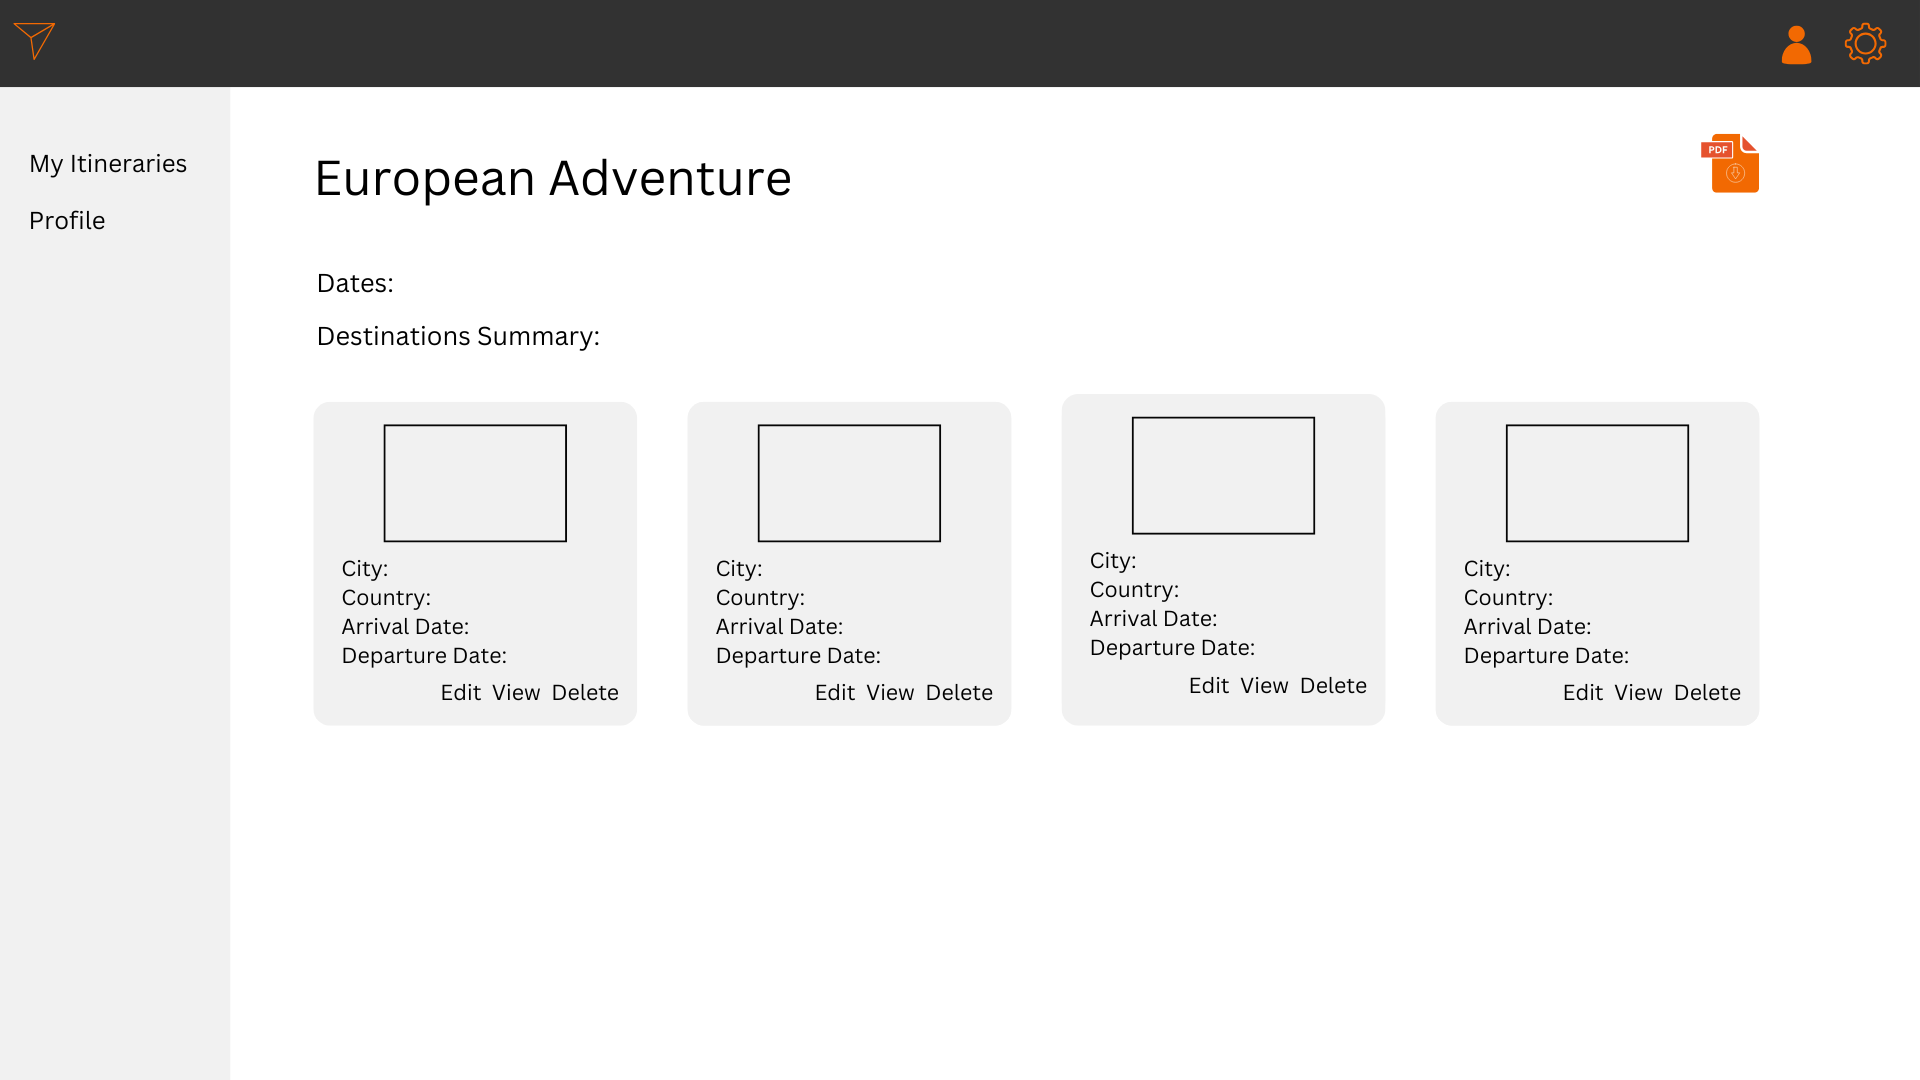 PDF
My Itineraries
Profile
European Adventure
Dates:
Destinations Summary:
City:
Country:
Arrival Date:
Departure Date:
Edit View Delete
City:
Country:
Arrival Date:
Departure Date:
Edit View Delete
City:
Country:
Arrival Date:
Departure Date:
Edit View Delete
City:
Country:
Arrival Date:
Departure Date:
Edit View Delete